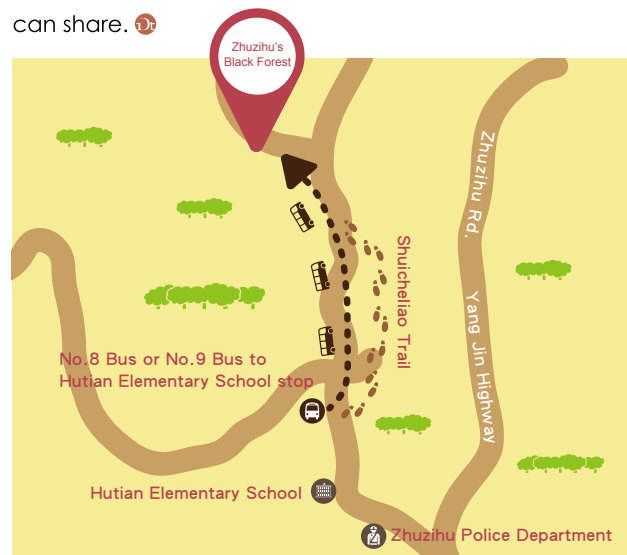 can share.
Zhuzihu's
Black Forest
Zhuzihu Rd.
Shuicheliao Trail
Yang Jin Highway
No.8 Bus or No.9 Bus to
Hutian Elementary School stop
Hutian Elementary School
Zhuzihu Police Department